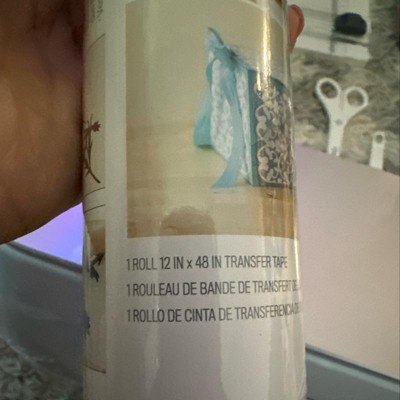 1 ROLL 12 IN x 48 IN TRANSFER TAPE
1 ROULEAU DE BANDE DE TRANSFERT
1 ROLLO DE CINTA DE TRANSFERENCIA